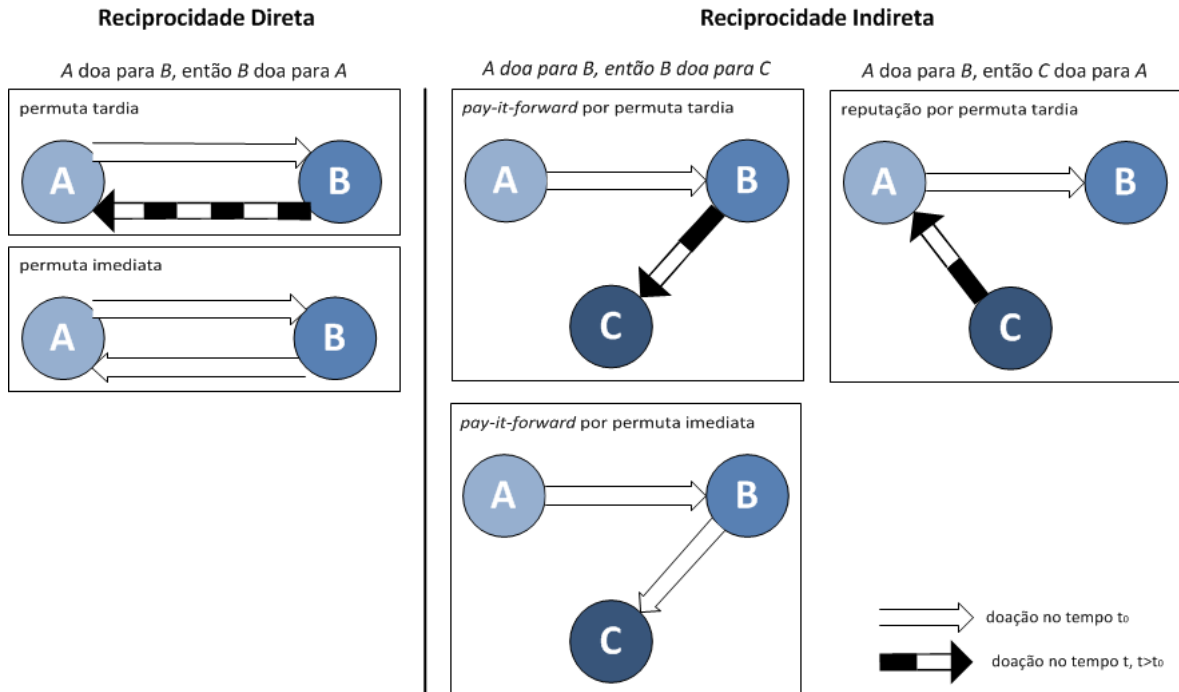 Reciprocidade Direta
A doa para B, então B doa para A
permuta tardia
A
B
permuta imediata
A
B
Reciprocidade Indireta
A doa para B, então B doa para C
pay-it-forward por permuta tardia
A
B
C
pay-it-forward por permuta imediata
A
B
C
A doa para B, então C doa para A
reputação por permuta tardia
A
B
C
doação no tempo t₀
doação no tempo t, t>t₀